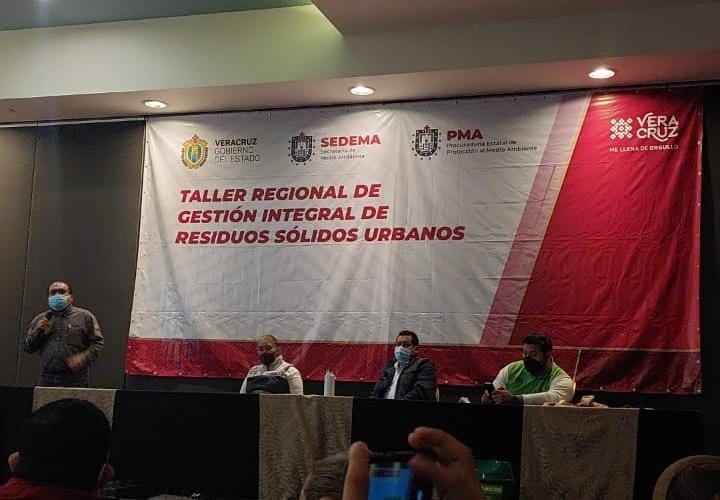 VERACRUZ
GOBIERNO
DEL ESTADO
SEDEMA
Secretaría de
Medio Ambiente
PMA
Procuraduría Estatal de
Protección al Medio Ambiente
VERA
CRUZ
ME LLENA DE ORGULLO
TALLER REGIONAL DE
GESTIÓN INTEGRAL DE
RESIDUOS SÓLIDOS URBANOS
VERA